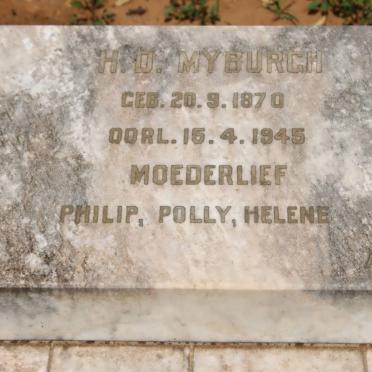 H. D. MYBURGH
GEB. 20. 9. 1870
OORL. 15. 4. 1945
MOEDERLIEF
PHILIP, POLLY, HELENE